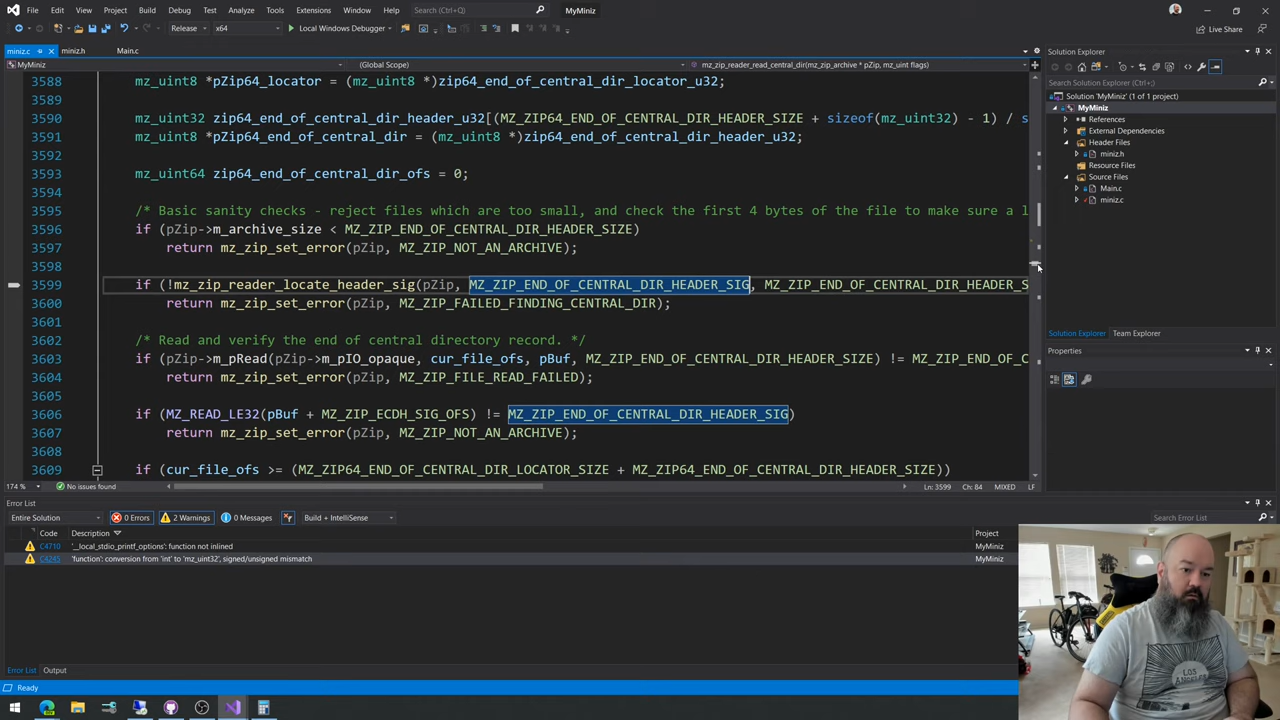 File Edit View Git Project Build Debug Test Analyze Tools Extensions Window Help Search (Ctrl+Q) MyMiniz
Release x64 Local Windows Debugger Live Share
miniz.c miniz.h Main.c
MyMiniz (Global Scope) mz_zip_reader_read_central_dir(mz_zip_archive * pZip, mz_uint flags)
3588 mz_uint8 *pZip64_locator = (mz_uint8 *)zip64_end_of_central_dir_locator_u32;
3589
3590 mz_uint32 zip64_end_of_central_dir_header_u32[(MZ_ZIP64_END_OF_CENTRAL_DIR_HEADER_SIZE + sizeof(mz_uint32) - 1) / s
3591 mz_uint8 *pZip64_end_of_central_dir = (mz_uint8 *)zip64_end_of_central_dir_header_u32;
3592
3593 mz_uint64 zip64_end_of_central_dir_ofs = 0;
3594
3595 /* Basic sanity checks - reject files which are too small, and check the first 4 bytes of the file to make sure a l
3596 if (pZip->m_archive_size < MZ_ZIP_END_OF_CENTRAL_DIR_HEADER_SIZE)
3597 return mz_zip_set_error(pZip, MZ_ZIP_NOT_AN_ARCHIVE);
3598
3599 if (!mz_zip_reader_locate_header_sig(pZip, MZ_ZIP_END_OF_CENTRAL_DIR_HEADER_SIG, MZ_ZIP_END_OF_CENTRAL_DIR_HEADER_S
3600 return mz_zip_set_error(pZip, MZ_ZIP_FAILED_FINDING_CENTRAL_DIR);
3601
3602 /* Read and verify the end of central directory record. */
3603 if (pZip->m_pRead(pZip->m_pIO_opaque, cur_file_ofs, pBuf, MZ_ZIP_END_OF_CENTRAL_DIR_HEADER_SIZE) != MZ_ZIP_END_OF_C
3604 return mz_zip_set_error(pZip, MZ_ZIP_FILE_READ_FAILED);
3605
3606 if (MZ_READ_LE32(pBuf + MZ_ZIP_ECDH_SIG_OFS) != MZ_ZIP_END_OF_CENTRAL_DIR_HEADER_SIG)
3607 return mz_zip_set_error(pZip, MZ_ZIP_NOT_AN_ARCHIVE);
3608
3609 if (cur_file_ofs >= (MZ_ZIP64_END_OF_CENTRAL_DIR_LOCATOR_SIZE + MZ_ZIP64_END_OF_CENTRAL_DIR_HEADER_SIZE))
174 % No issues found Ln: 3599 Ch: 84 MIXED LF
Solution Explorer
Search Solution Explorer (Ctrl+;)
Solution 'MyMiniz' (1 of 1 project)
MyMiniz
References
External Dependencies
Header Files
miniz.h
Resource Files
Source Files
Main.c
miniz.c
Solution Explorer Team Explorer
Properties
Error List
Entire Solution 0 Errors 2 Warnings 0 Messages Build + IntelliSense Search Error List
Code Description Project
C4710 '__local_stdio_printf_options': function not inlined MyMiniz
C4245 'function': conversion from 'int' to 'mz_uint32', signed/unsigned mismatch MyMiniz
Error List Output
Ready
LOS
ANGELES